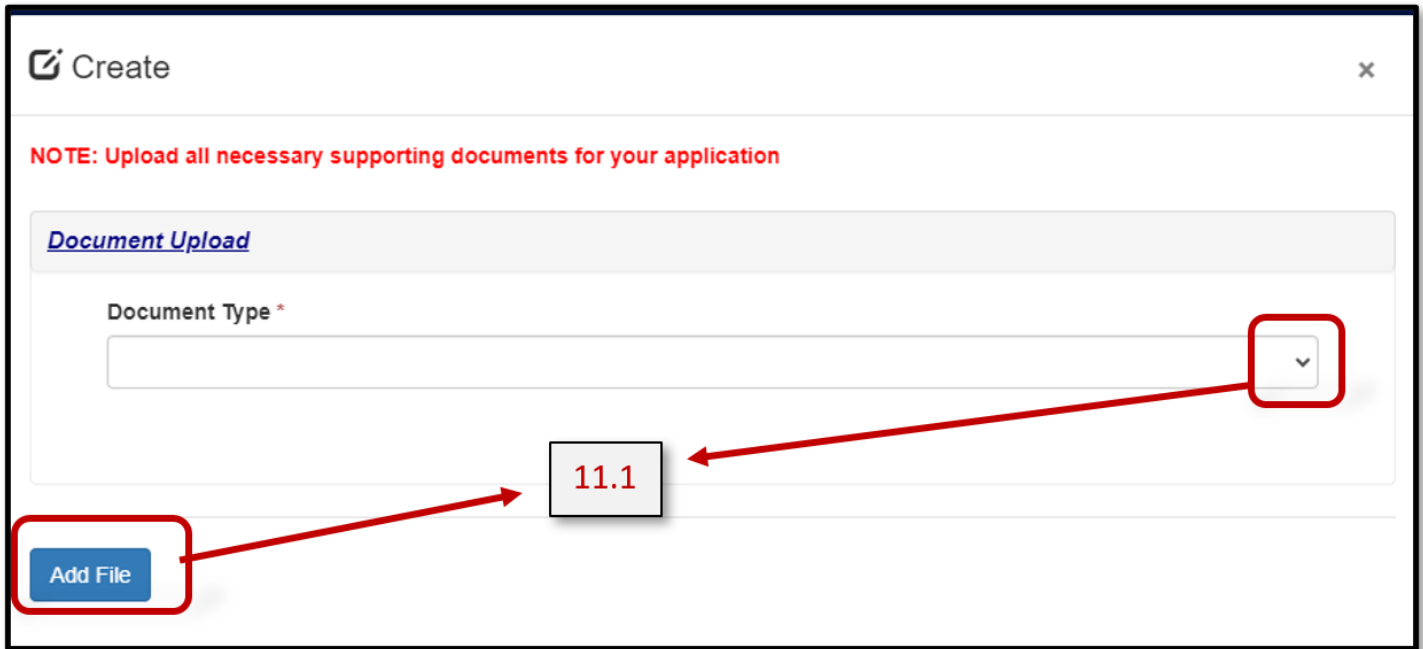 Create
×
NOTE: Upload all necessary supporting documents for your application
Document Upload
Document Type *
11.1
Add File